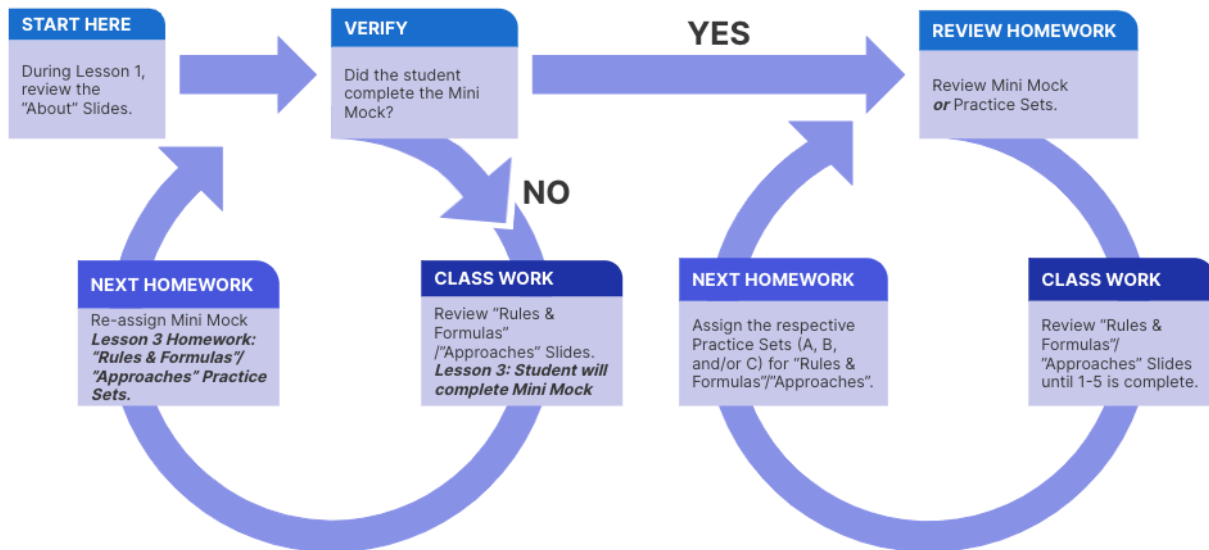 START HERE
During Lesson 1,
review the
"About" Slides.
VERIFY
Did the student
complete the Mini
Mock?
YES
REVIEW HOMEWORK
Review Mini Mock
or Practice Sets.
NO
NEXT HOMEWORK
Re-assign Mini Mock
Lesson 3 Homework:
"Rules & Formulas"/
"Approaches" Practice
Sets.
CLASS WORK
Review "Rules &
Formulas"
/"Approaches" Slides.
Lesson 3: Student will
complete Mini Mock
NEXT HOMEWORK
Assign the respective
Practice Sets (A, B,
and/or C) for "Rules &
Formulas"/"Approaches".
CLASS WORK
Review "Rules &
Formulas"/
"Approaches" Slides
until 1-5 is complete.